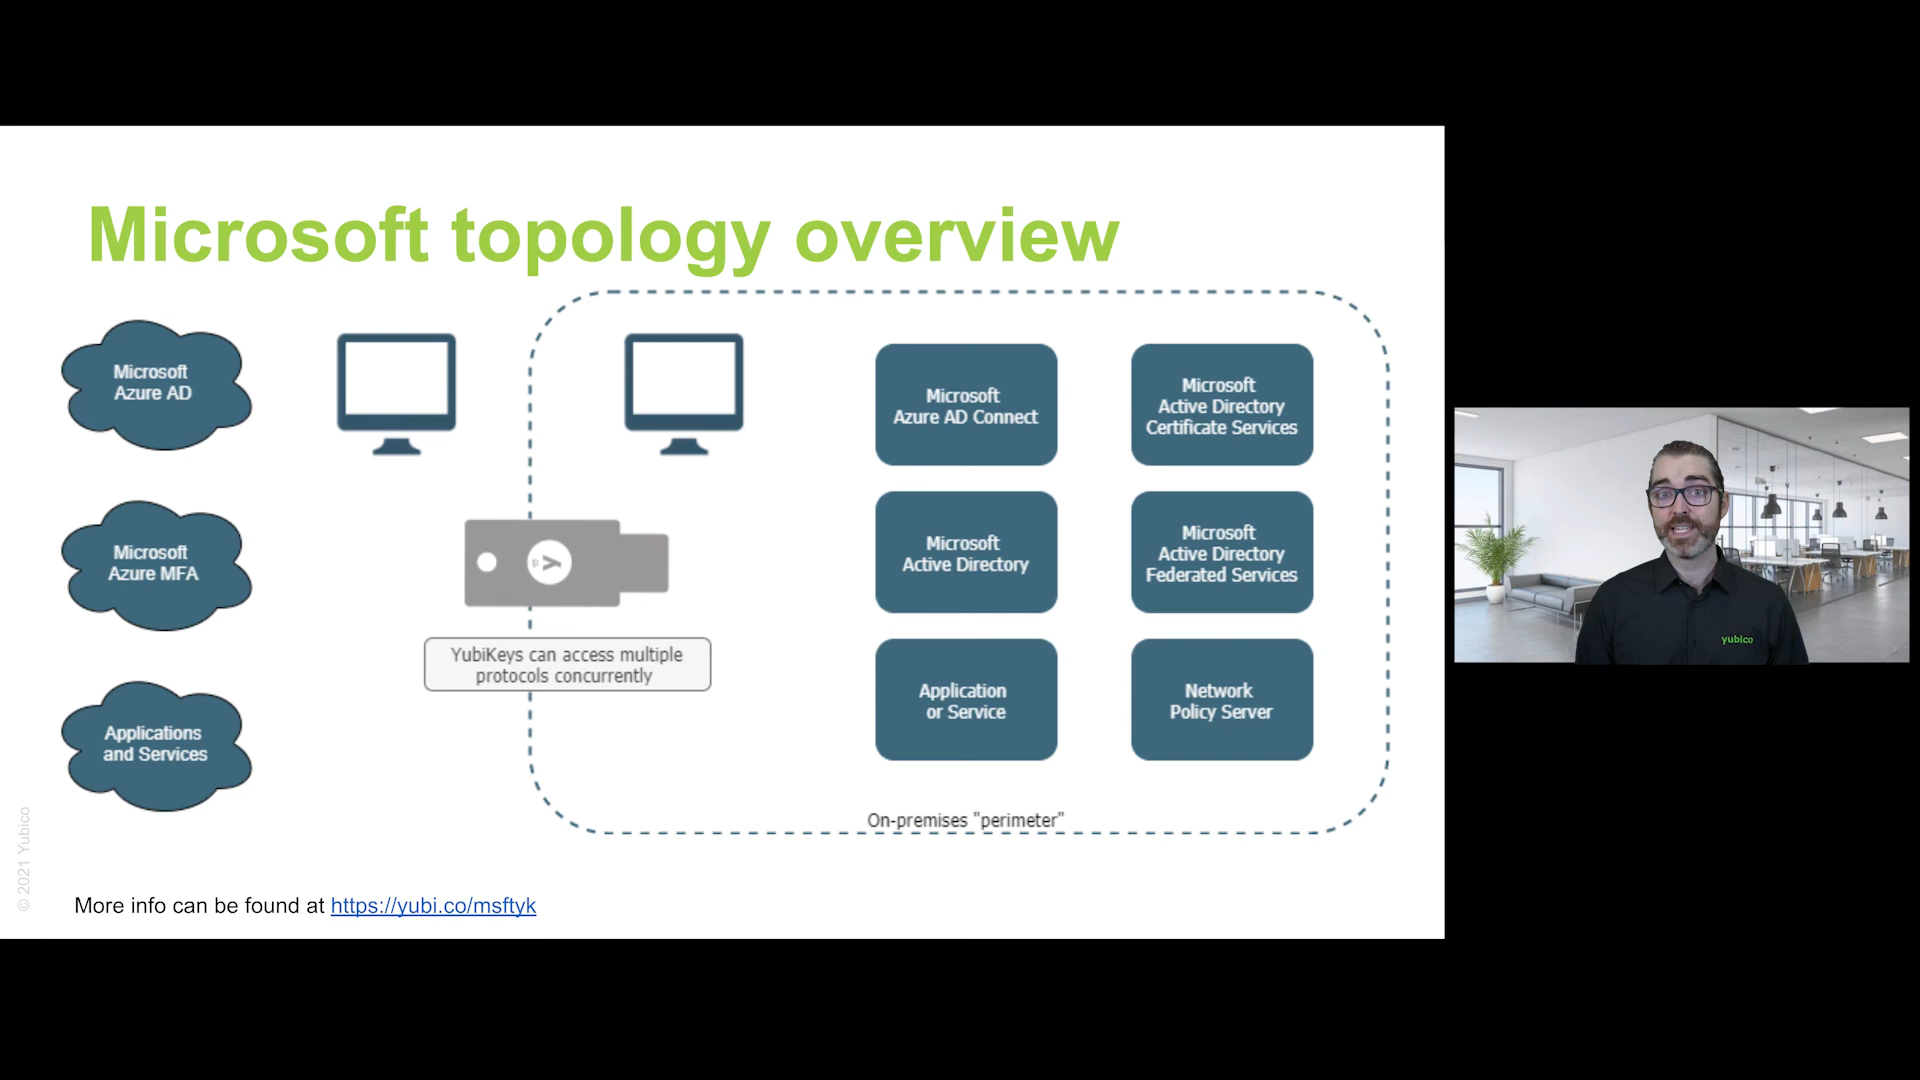 Microsoft topology overview
Microsoft
Azure AD
Microsoft
Azure MFA
Applications
and Services
YubiKeys can access multiple
protocols concurrently
Microsoft
Azure AD Connect
Microsoft
Active Directory
Certificate Services
Microsoft
Active Directory
Microsoft
Active Directory
Federated Services
Application
or Service
Network
Policy Server
On-premises "perimeter"
© 2021 Yubico
More info can be found at https://yubi.co/msftyk
yubico